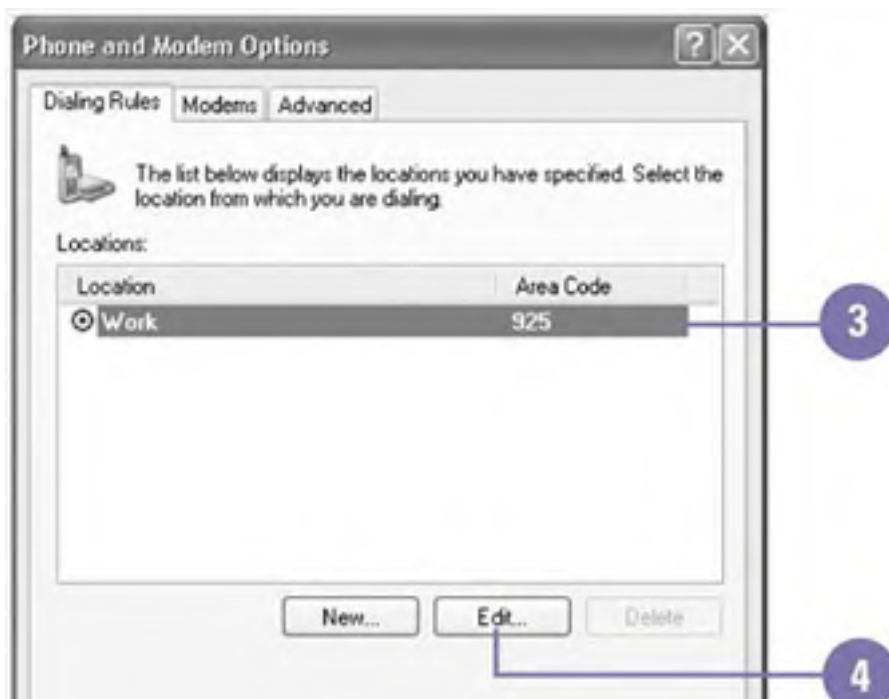 Phone and Modem Options
Dialing Rules Modems Advanced
The list below displays the locations you have specified. Select the
location from which you are dialing.
Locations:
Location Area Code
Work 925
3
New... Edit... Delete
4